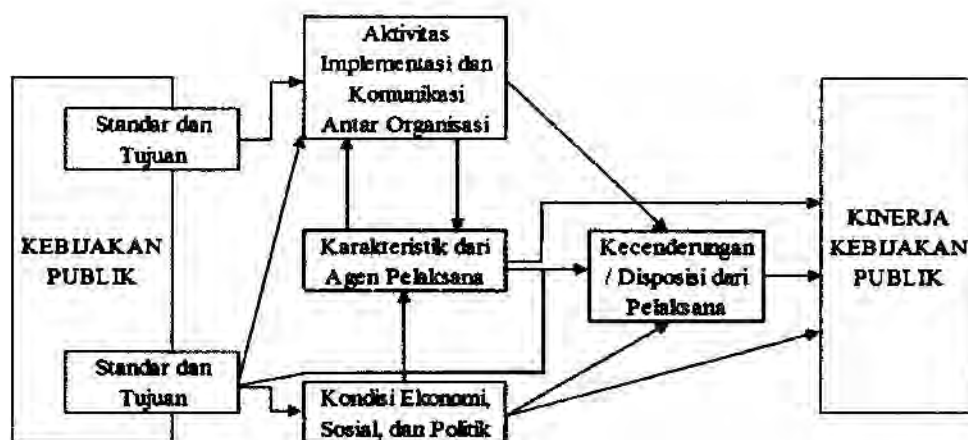 Aktivitas
Implementasi dan
Komunikasi
Antar Organisasi
Standar dan
Tujuan
KEBIJAKAN
PUBLIK
Karakteristik dari
Agen Pelaksana
Kecenderungan
/ Disposisi dari
Pelaksana
KINERJA
KEBIJAKAN
PUBLIK
Standar dan
Tujuan
Kondisi Ekonomi,
Sosial, dan Politik